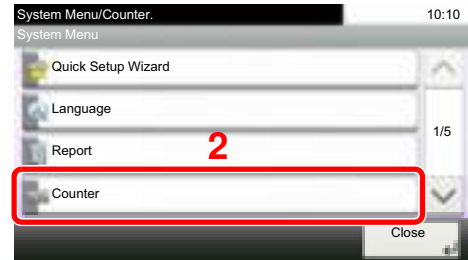 System Menu/Counter. 10:10
System Menu
Quick Setup Wizard
Language
1/5
Report
2
Counter
Close